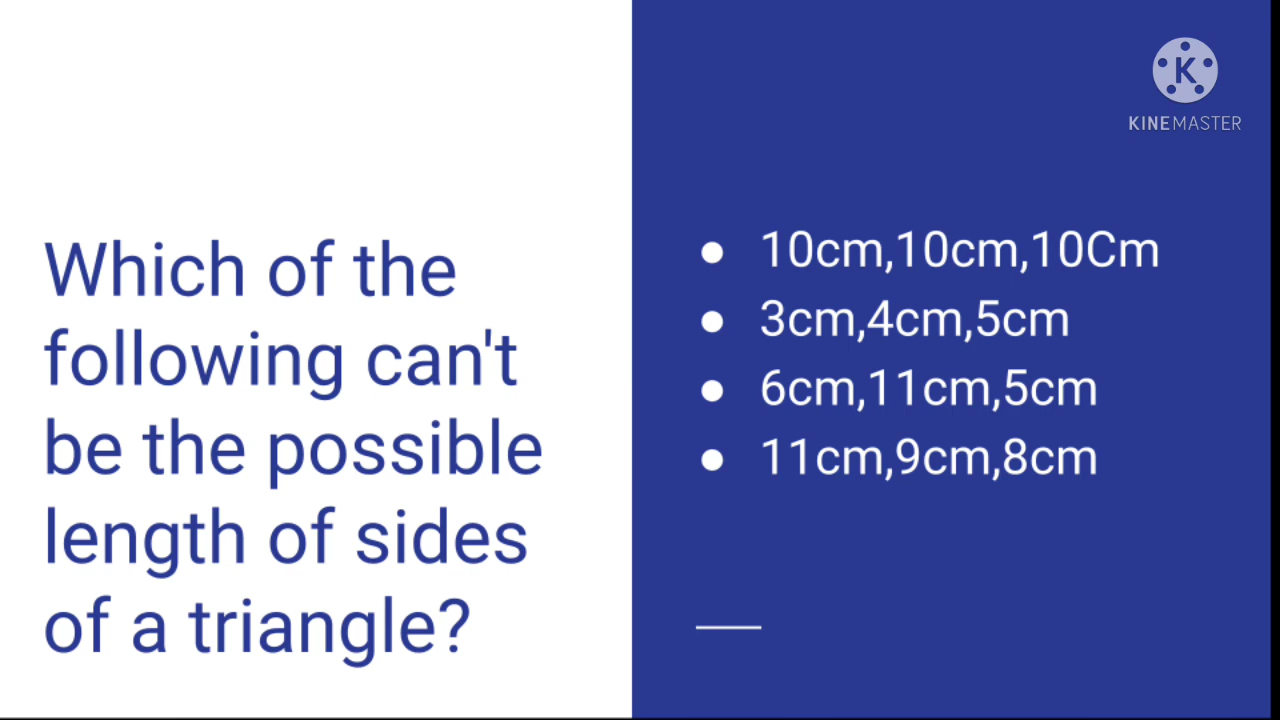 Which of the
following can't
be the possible
length of sides
of a triangle?
K
KINEMASTER
10cm,10cm,10Cm
3cm,4cm,5cm
6cm,11cm,5cm
11cm,9cm,8cm